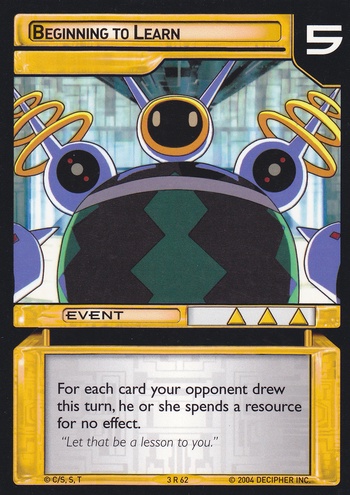 Beginning to Learn
5
EVENT
For each card your opponent drew
this turn, he or she spends a resource
for no effect.
"Let that be a lesson to you."
© C/S, S, T 3 R 62 © 2004 DECIPHER INC.